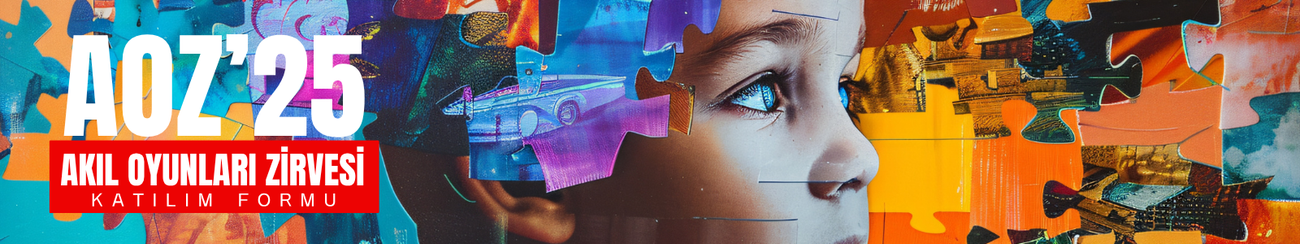 AOZ’25
AKIL OYUNLARI ZİRVESİ
KATILIM FORMU